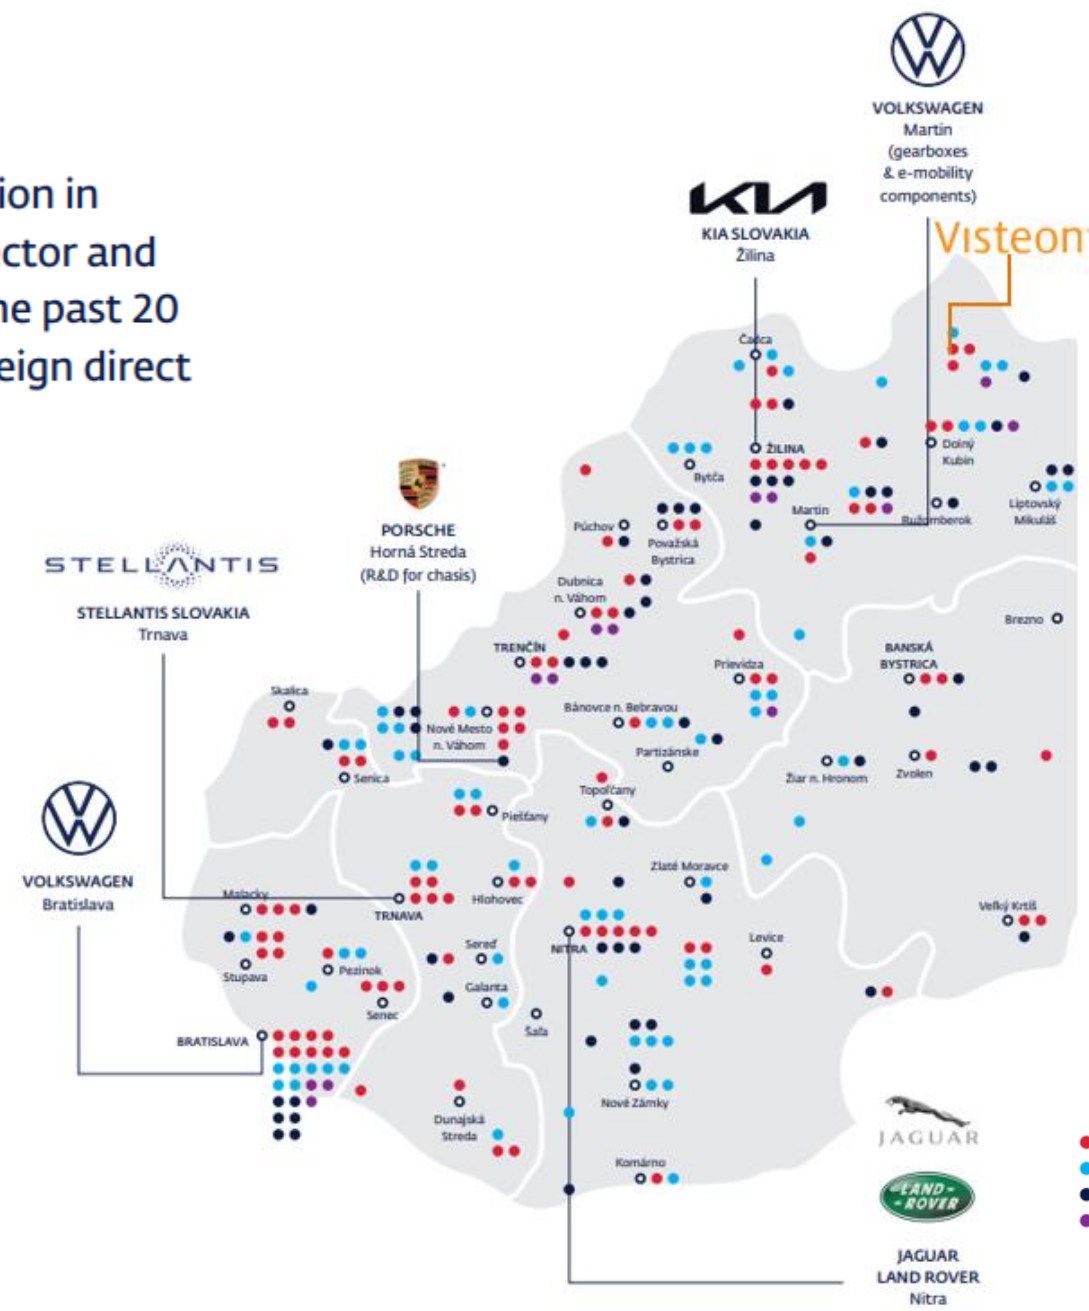 ion in
ctor and
ne past 20
eign direct
VOLKSWAGEN
Martin
(gearboxes
& e-mobility
components)
KIA
KIA SLOVAKIA
Žilina
Visteon
PORSCHE
Horná Streda
(R&D for chasis)
STELLANTIS
STELLANTIS SLOVAKIA
Trnava
VOLKSWAGEN
Bratislava
Čadca
ŽILINA
Bytča
Dolný
Kubín
Liptovský
Mikuláš
Martin
Ružomberok
Púchov
Považská
Bystrica
Dubnica
n. Váhom
Brezno
TRENČÍN
Prievidza
BANSKÁ
BYSTRICA
Skalica
Nové Mesto
n. Váhom
Bánovce n. Bebravou
Partizánske
Senica
Žiar n. Hronom
Zvolen
Topoľčany
Piešťany
Zlaté Moravce
Malacky
TRNAVA
Hlohovec
Veľký Krtíš
NITRA
Levice
Sereď
Stupava
Pezinok
Galanta
Senec
Šaľa
BRATISLAVA
Nové Zámky
Dunajská
Streda
Komárno
JAGUAR
LAND-
-ROVER
JAGUAR
LAND ROVER
Nitra